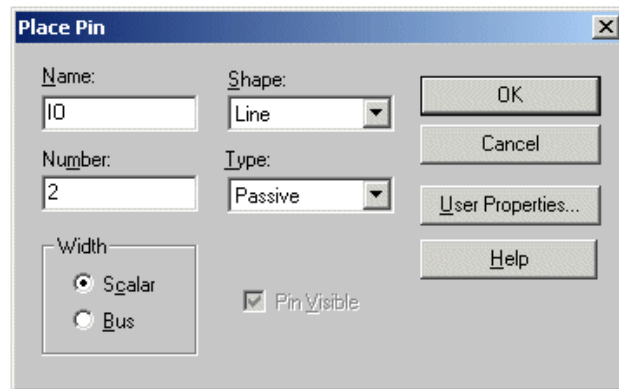 Place Pin
Name:
IO
Shape:
Line
OK
Cancel
Number:
2
Type:
Passive
User Properties...
Width
Scalar
Bus
Pin Visible
Help